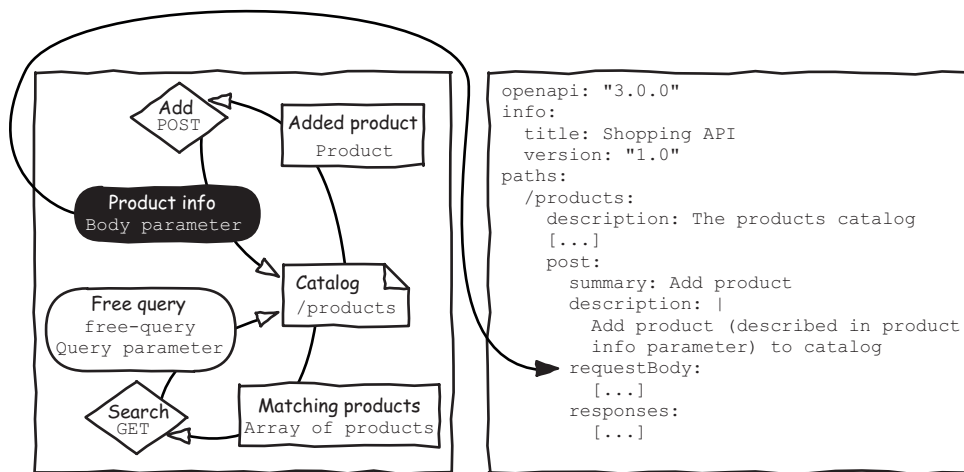 Add
POST
Added product
Product
Product info
Body parameter
Catalog
/products
Free query
free-query
Query parameter
Search
GET
Matching products
Array of products
openapi: "3.0.0"
info:
  title: Shopping API
  version: "1.0"
paths:
  /products:
    description: The products catalog
    [...]
    post:
      summary: Add product
      description: |
        Add product (described in product
        info parameter) to catalog
      requestBody:
        [...]
      responses:
        [...]